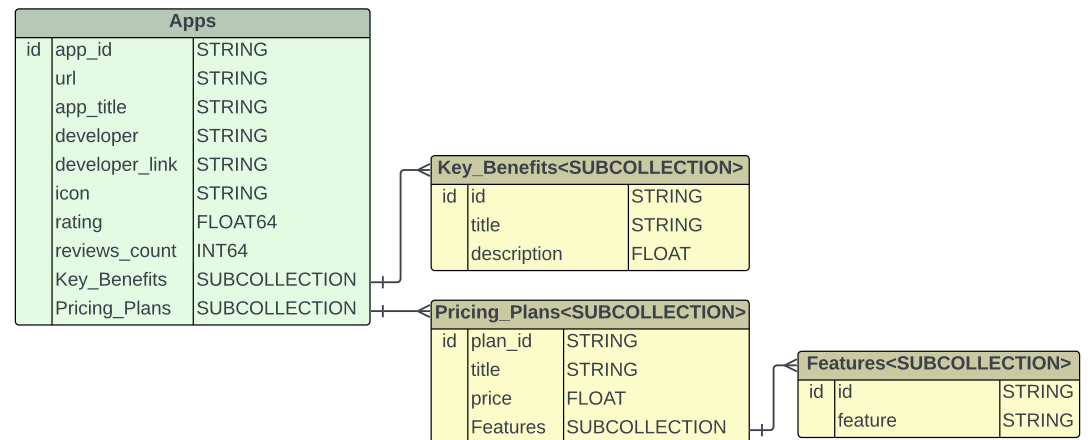 Apps
id app_id STRING
url STRING
app_title STRING
developer STRING
developer_link STRING
icon STRING
rating FLOAT64
reviews_count INT64
Key_Benefits SUBCOLLECTION
Pricing_Plans SUBCOLLECTION
Key_Benefits<SUBCOLLECTION>
id id STRING
title STRING
description FLOAT
Pricing_Plans<SUBCOLLECTION>
id plan_id STRING
title STRING
price FLOAT
Features SUBCOLLECTION
Features<SUBCOLLECTION>
id id STRING
feature STRING